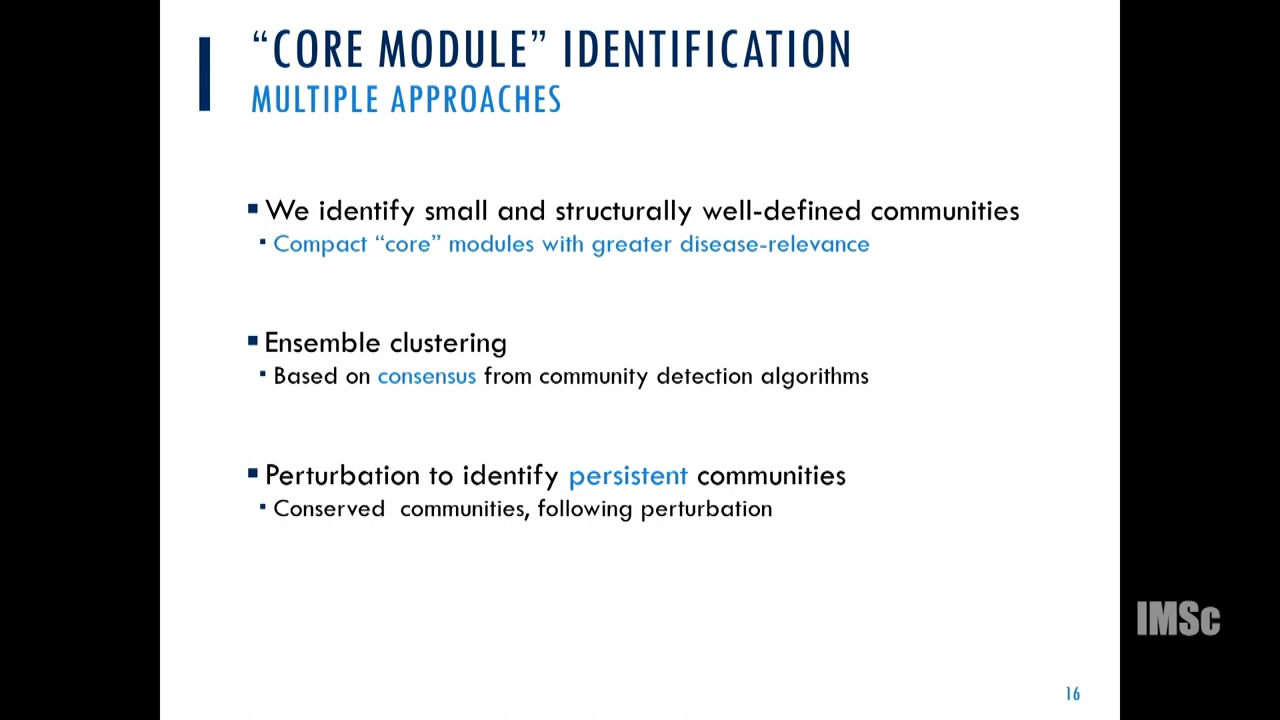 “CORE MODULE” IDENTIFICATION
MULTIPLE APPROACHES
▪ We identify small and structurally well-defined communities
▪ Compact “core” modules with greater disease-relevance
▪ Ensemble clustering
▪ Based on consensus from community detection algorithms
▪ Perturbation to identify persistent communities
▪ Conserved communities, following perturbation
IMSc
16